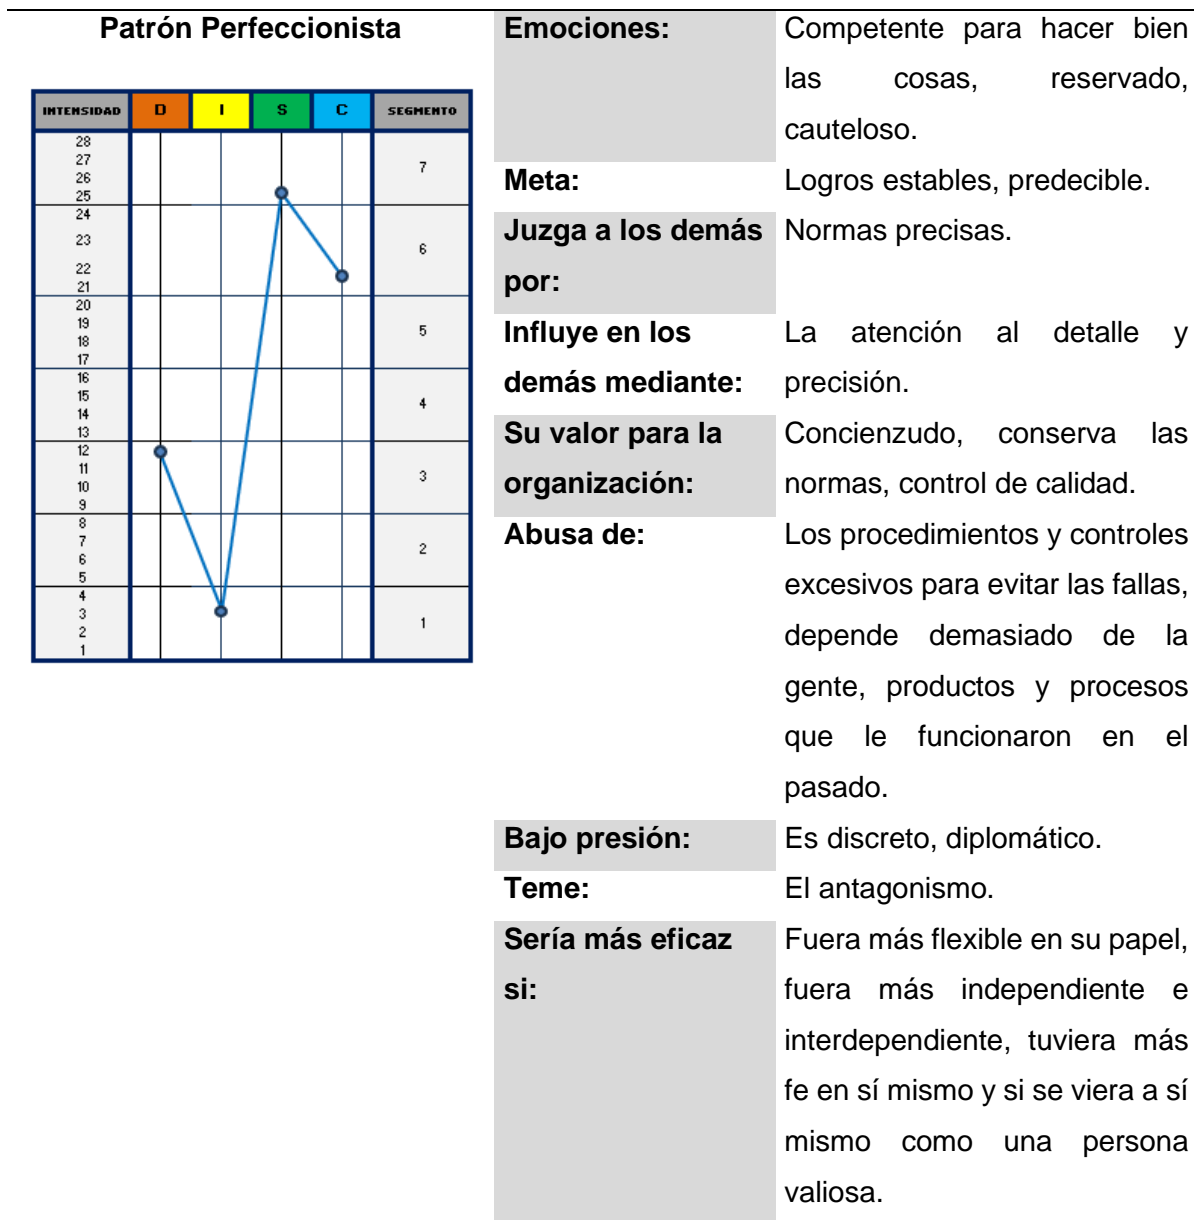 Patrón Perfeccionista
INTENSIDAD D I S C SEGMENTO
28
27
26
25
7
24
23
22
21
6
20
19
18
17
5
16
15
14
13
4
12
11
10
9
3
8
7
6
5
2
4
3
2
1
1
Emociones:
Competente para hacer bien
las cosas, reservado,
cauteloso.
Meta:
Logros estables, predecible.
Juzga a los demás
por:
Normas precisas.
Influye en los
demás mediante:
La atención al detalle y
precisión.
Su valor para la
organización:
Concienzudo, conserva las
normas, control de calidad.
Abusa de:
Los procedimientos y controles
excesivos para evitar las fallas,
depende demasiado de la
gente, productos y procesos
que le funcionaron en el
pasado.
Bajo presión:
Es discreto, diplomático.
Teme:
El antagonismo.
Sería más eficaz
si:
Fuera más flexible en su papel,
fuera más independiente e
interdependiente, tuviera más
fe en sí mismo y si se viera a sí
mismo como una persona
valiosa.